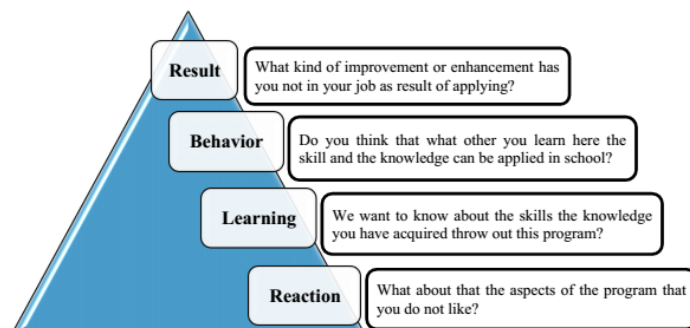 Result
What kind of improvement or enhancement has
you not in your job as result of applying?
Behavior
Do you think that what other you learn here the
skill and the knowledge can be applied in school?
Learning
We want to know about the skills the knowledge
you have acquired throw out this program?
Reaction
What about that the aspects of the program that
you do not like?